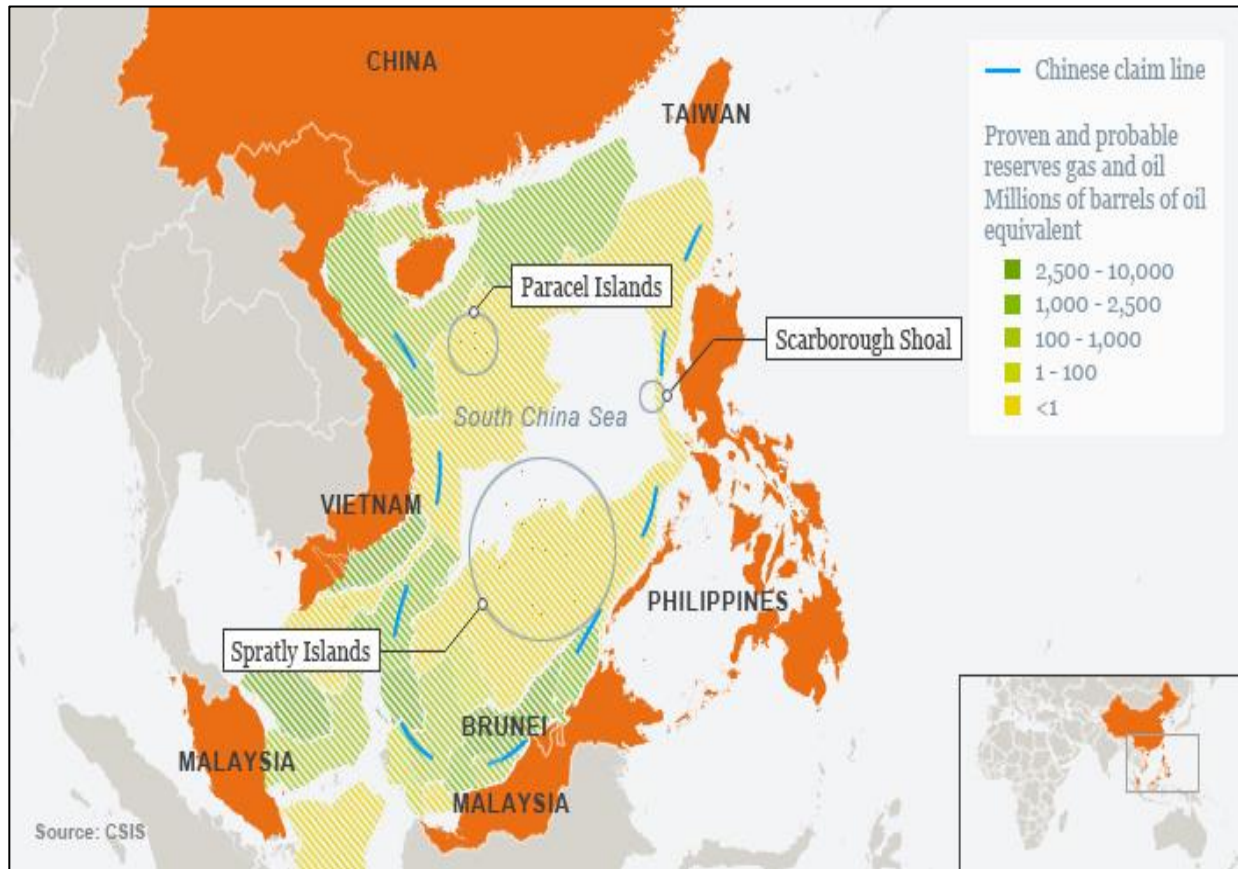 CHINA
TAIWAN
Chinese claim line
Proven and probable
reserves gas and oil
Millions of barrels of oil
equivalent
2,500 - 10,000
1,000 - 2,500
100 - 1,000
1 - 100
<1
Paracel Islands
Scarborough Shoal
South China Sea
VIETNAM
PHILIPPINES
Spratly Islands
BRUNEI
MALAYSIA
MALAYSIA
Source: CSIS